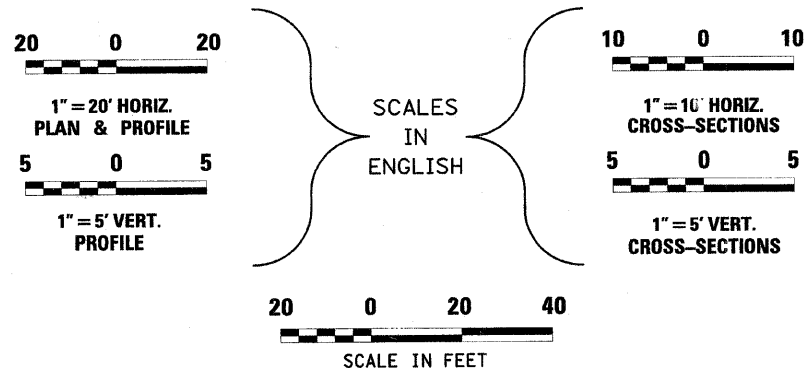 20 0 20
1" = 20' HORIZ.
PLAN & PROFILE
5 0 5
1" = 5' VERT.
PROFILE
SCALES
IN
ENGLISH
10 0 10
1" = 10' HORIZ.
CROSS–SECTIONS
5 0 5
1" = 5' VERT.
CROSS–SECTIONS
20 0 20 40
SCALE IN FEET